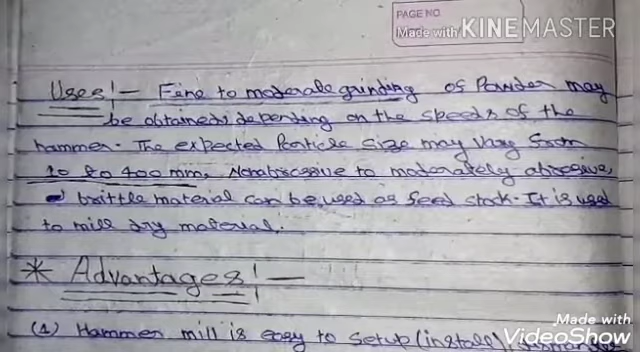 PAGE NO.
Made with KINEMASTER
Uses!— Fine to moderate grinding of Powder may
be obtained depending on the speeds of the
hammer. The expected Particle size may vary from
10 to 400 mm, Nonabrasive to moderately abrasive,
brittle material can be used as feed stock. It is used
to mill dry material.
* Advantages!—
(1) Hammer mill is easy to setup (install)
Made with
VideoShow